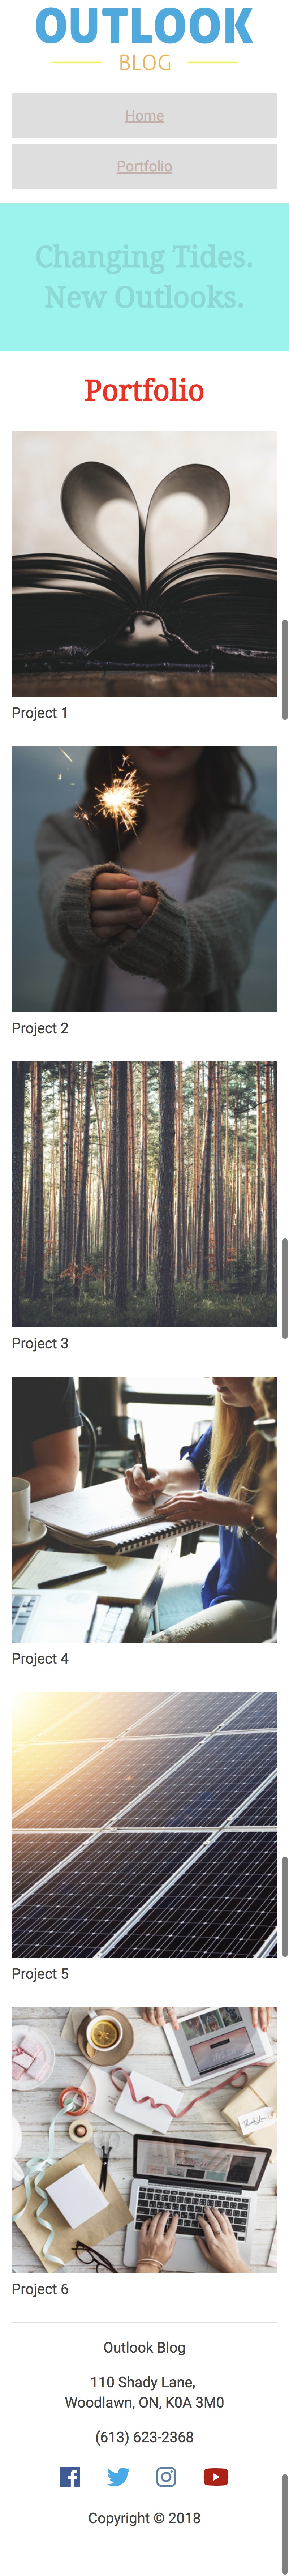 OUTLOOK
BLOG
Home
Portfolio
Changing Tides.
New Outlooks.
Portfolio
Project 1
Project 2
Project 3
Project 4
Project 5
Project 6
Outlook Blog
110 Shady Lane,
Woodlawn, ON, K0A 3M0
(613) 623-2368
Copyright © 2018